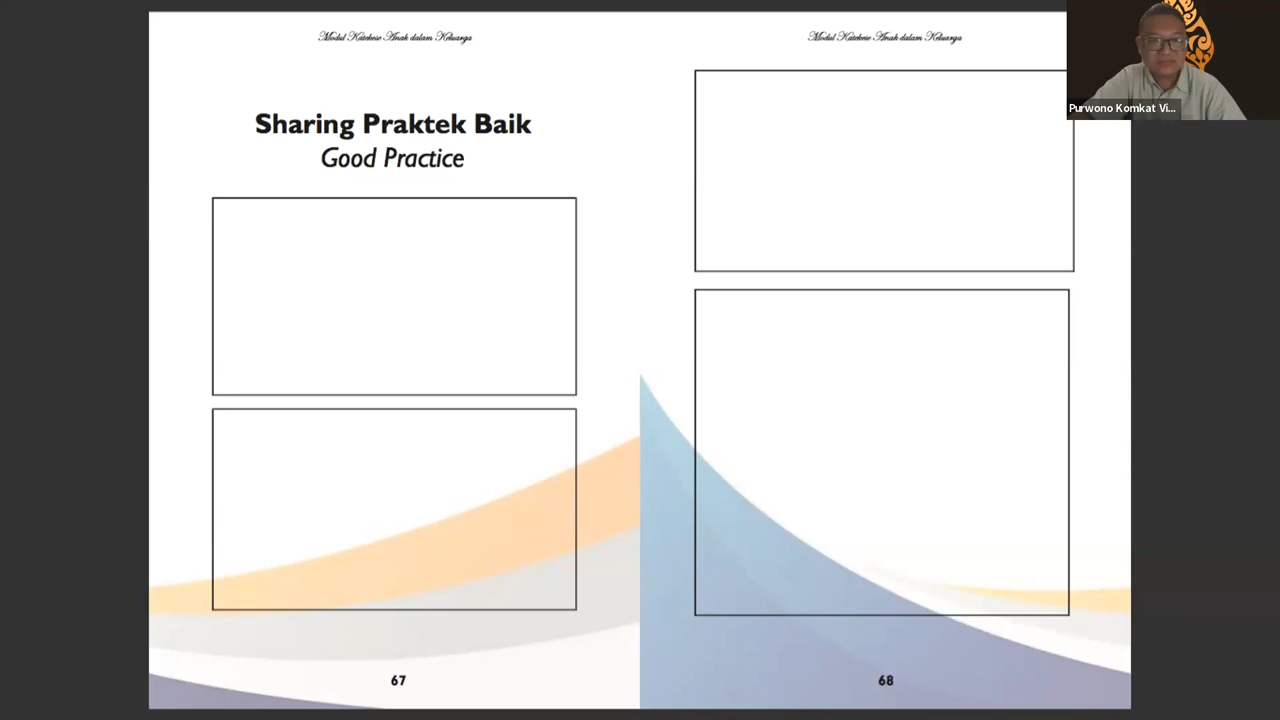 Modul Katekese Anak dalam Keluarga
Sharing Praktek Baik
Good Practice
67
Modul Katekese Anak dalam Keluarga
68
Purwono Komkat Vi...